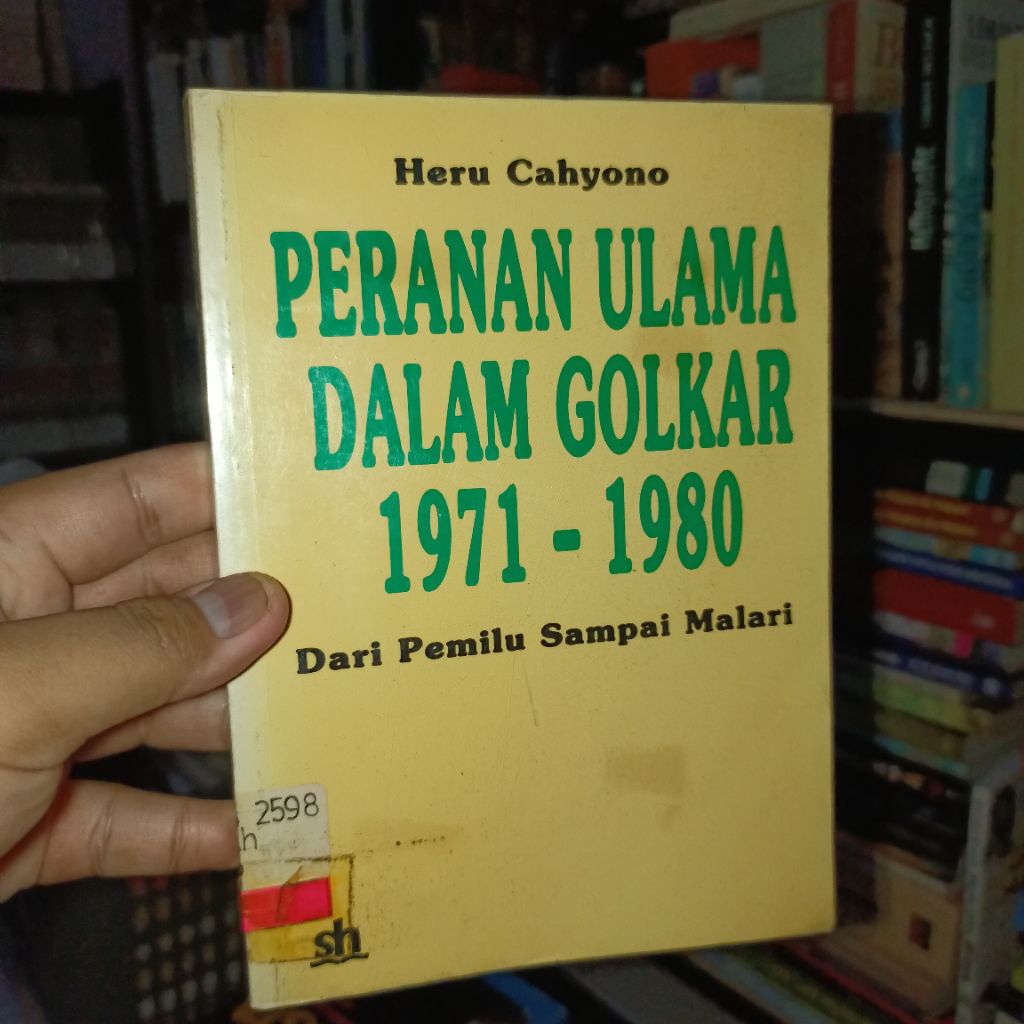 Heru Cahyono
PERANAN ULAMA
DALAM GOLKAR
1971 - 1980
Dari Pemilu Sampai Malari
2598
h
sh